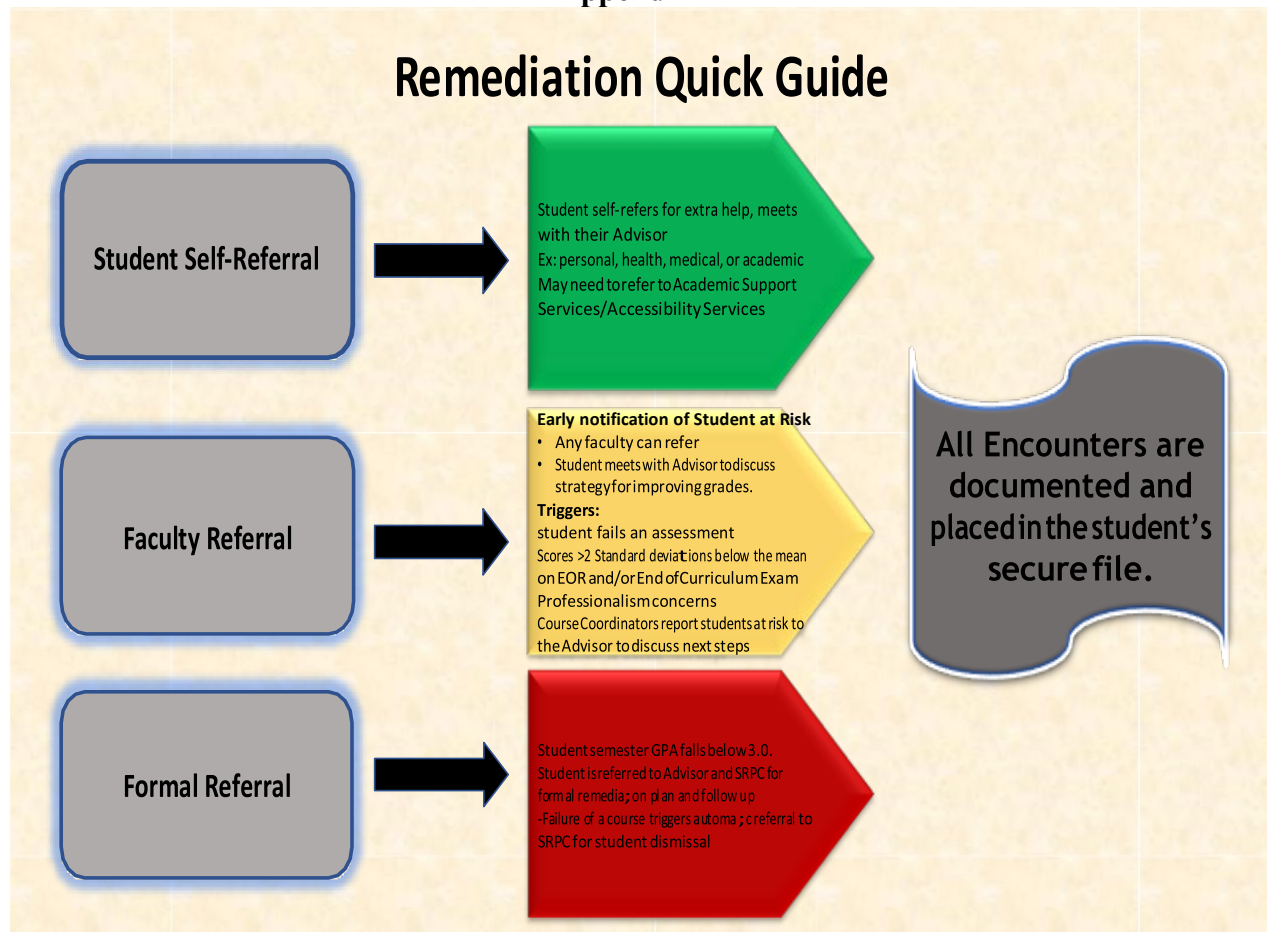 Remediation Quick Guide
Student Self-Referral
Student self-refers for extra help, meets
with their Advisor
Ex: personal, health, medical, or academic
May need to refer to Academic Support
Services/Accessibility Services
Faculty Referral
Early notification of Student at Risk
• Any faculty can refer
• Student meets with Advisor to discuss
strategy for improving grades.
Triggers:
student fails an assessment
Scores >2 Standard deviations below the mean
on EOR and/or End of Curriculum Exam
Professionalism concerns
Course Coordinators report students at risk to
the Advisor to discuss next steps
Formal Referral
Student semester GPA falls below 3.0.
Student is referred to Advisor and SRPC for
formal remedia;on plan and follow up
-Failure of a course triggers automa;c referral to
SRPC for student dismissal
All Encounters are
documented and
placed in the student's
secure file.